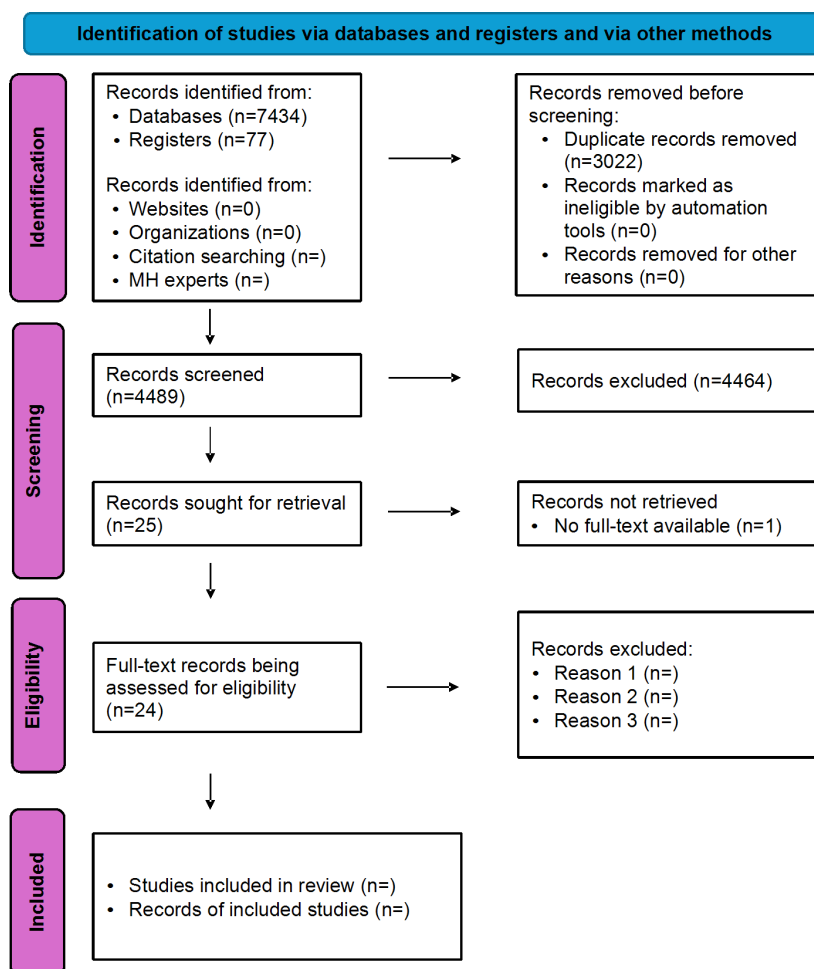 Identification of studies via databases and registers and via other methods
Identification
Records identified from:
• Databases (n=7434)
• Registers (n=77)
Records identified from:
• Websites (n=0)
• Organizations (n=0)
• Citation searching (n=)
• MH experts (n=)
Records removed before
screening:
• Duplicate records removed
(n=3022)
• Records marked as
ineligible by automation
tools (n=0)
• Records removed for other
reasons (n=0)
Screening
Records screened
(n=4489)
Records excluded (n=4464)
Records sought for retrieval
(n=25)
Records not retrieved
• No full-text available (n=1)
Eligibility
Full-text records being
assessed for eligibility
(n=24)
Records excluded:
• Reason 1 (n=)
• Reason 2 (n=)
• Reason 3 (n=)
Included
• Studies included in review (n=)
• Records of included studies (n=)